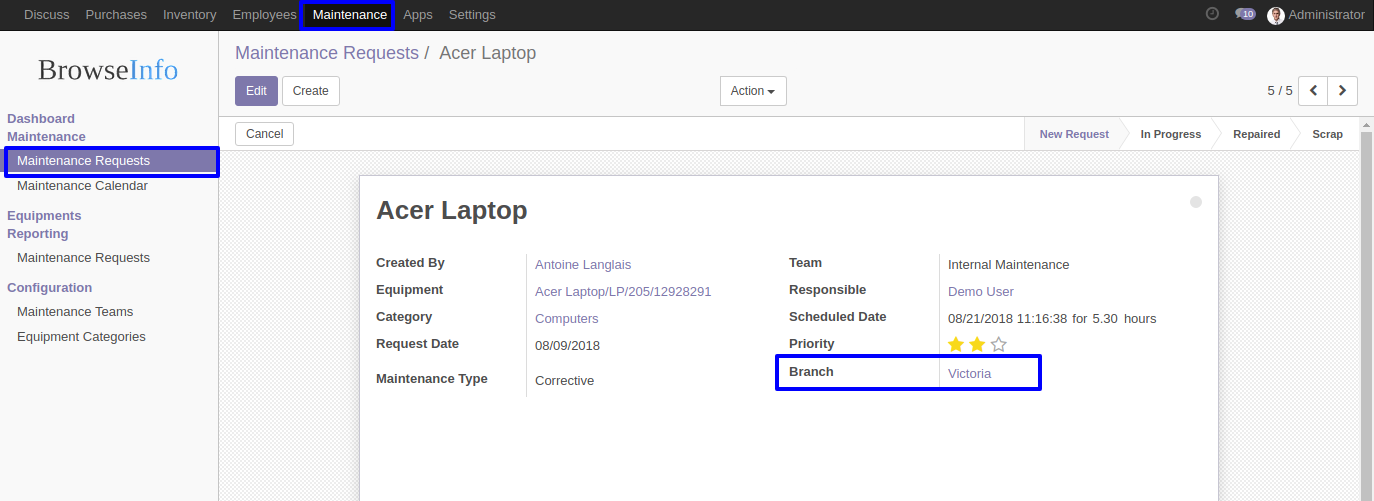 Discuss Purchases Inventory Employees Maintenance Apps Settings 10 Administrator
BrowseInfo
Dashboard
Maintenance
Maintenance Requests
Maintenance Calendar
Equipments
Reporting
Maintenance Requests
Configuration
Maintenance Teams
Equipment Categories
Maintenance Requests / Acer Laptop
Edit Create Action 5 / 5
Cancel New Request In Progress Repaired Scrap
Acer Laptop
Created By Antoine Langlais Team Internal Maintenance
Equipment Acer Laptop/LP/205/12928291 Responsible Demo User
Category Computers Scheduled Date 08/21/2018 11:16:38 for 5.30 hours
Request Date 08/09/2018 Priority
Maintenance Type Corrective Branch Victoria